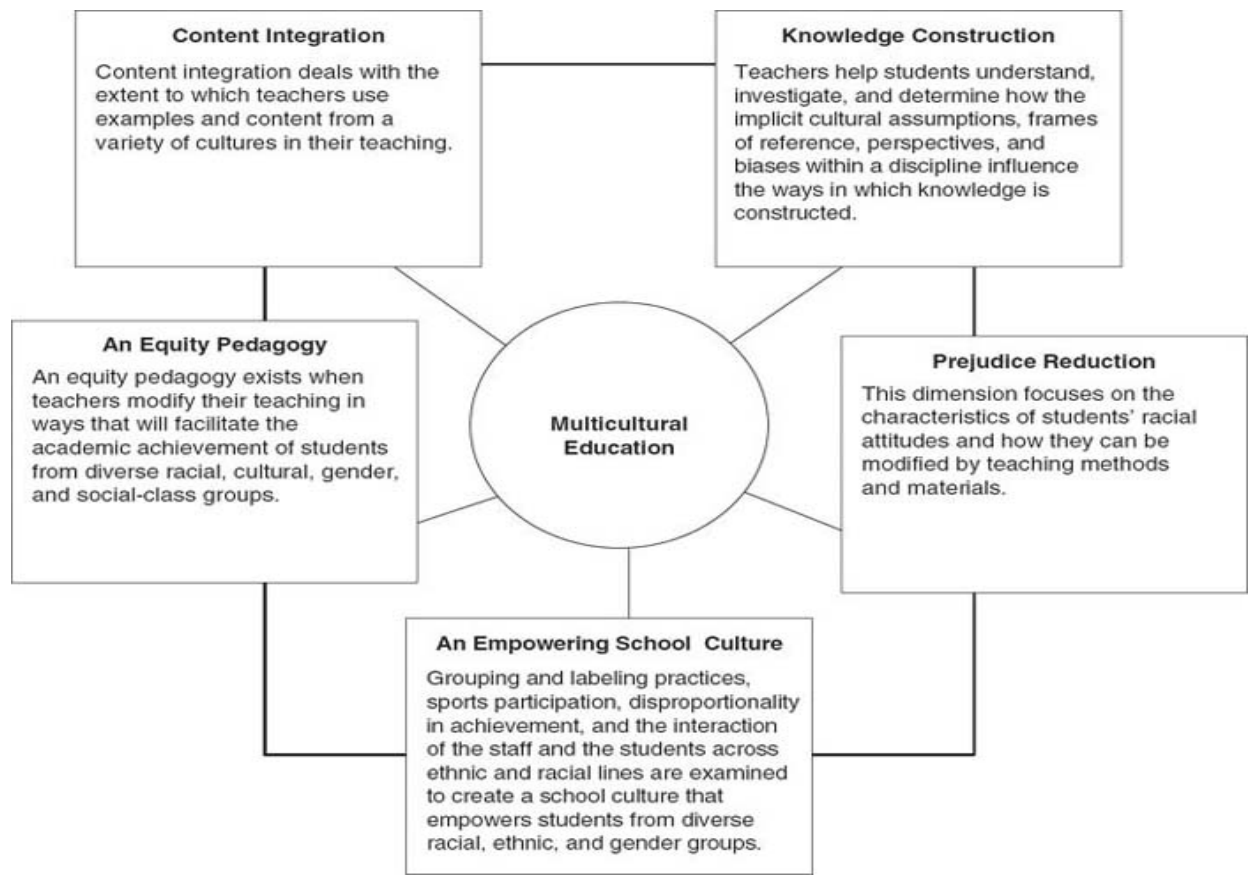 Content Integration
Content integration deals with the
extent to which teachers use
examples and content from a
variety of cultures in their teaching.
Knowledge Construction
Teachers help students understand,
investigate, and determine how the
implicit cultural assumptions, frames
of reference, perspectives, and
biases within a discipline influence
the ways in which knowledge is
constructed.
An Equity Pedagogy
An equity pedagogy exists when
teachers modify their teaching in
ways that will facilitate the
academic achievement of students
from diverse racial, cultural, gender,
and social-class groups.
Multicultural
Education
Prejudice Reduction
This dimension focuses on the
characteristics of students' racial
attitudes and how they can be
modified by teaching methods
and materials.
An Empowering School Culture
Grouping and labeling practices,
sports participation, disproportionality
in achievement, and the interaction
of the staff and the students across
ethnic and racial lines are examined
to create a school culture that
empowers students from diverse
racial, ethnic, and gender groups.